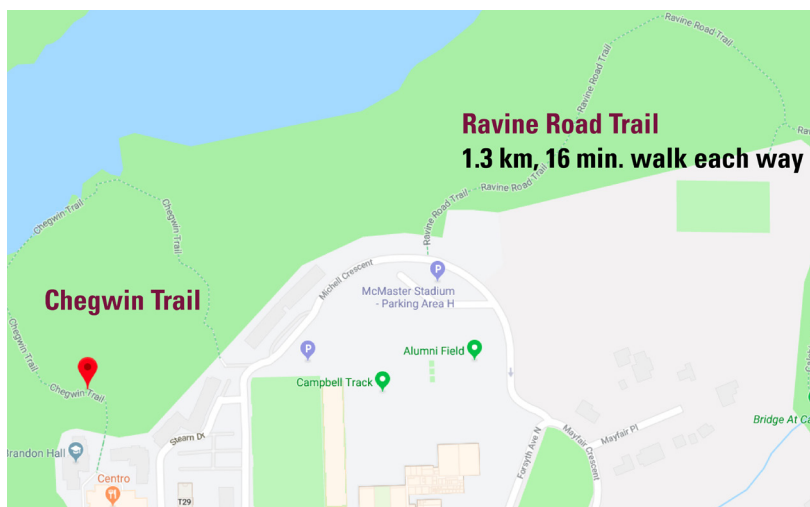 Ravine Road Trail
Ravine Road Trail
Ravine Road Trail
1.3 km, 16 min. walk each way
Ravine Road Trail
Ravine Road Trail
Chegwin Trail
Chegwin Trail
Michell Crescent
P
McMaster Stadium
- Parking Area H
Chegwin Trail
Chegwin Trail
P
Alumni Field
Campbell Track
Chegwin Trail
Stearn Dr
Forsyth Ave N
Mayfair Crescent
Mayfair Pl
Bridge At Ca
Brandon Hall
Centro
T29